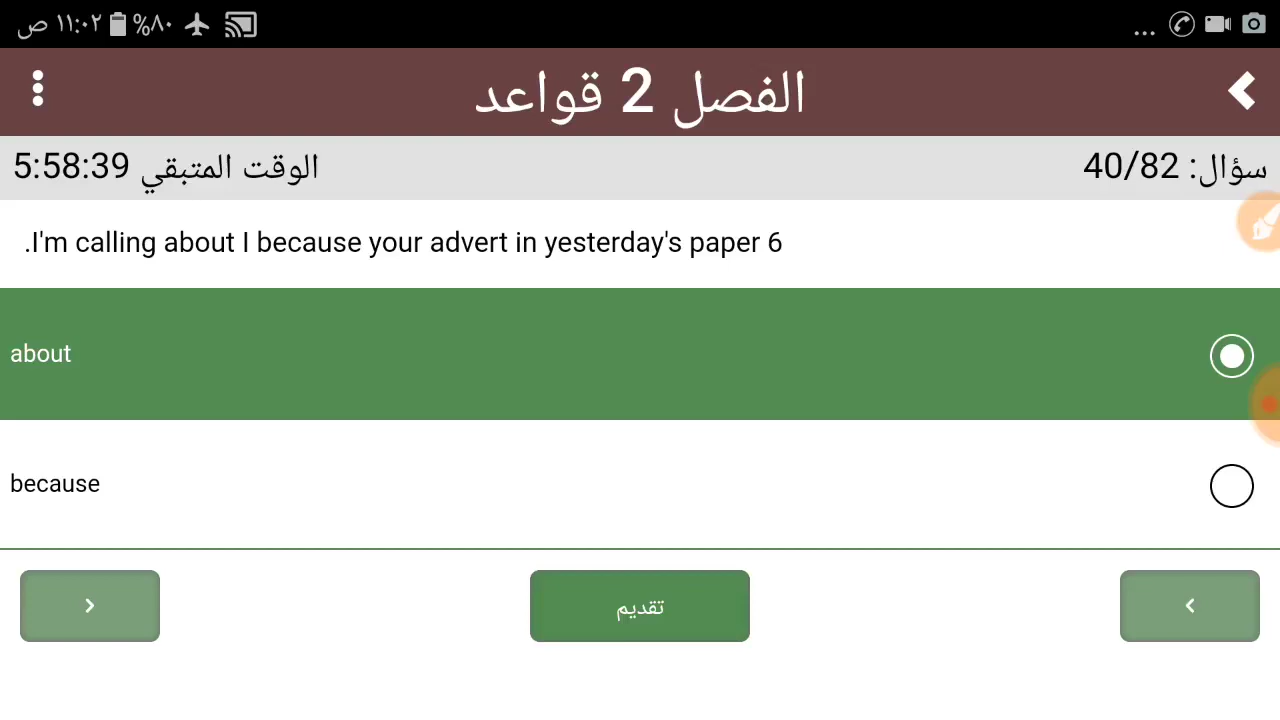 ١١:٠٢ ص %٨٠ ...
الفصل 2 قواعد
سؤال: 40/82 الوقت المتبقي 5:58:39
.I'm calling about I because your advert in yesterday's paper 6
about
because
تقديم